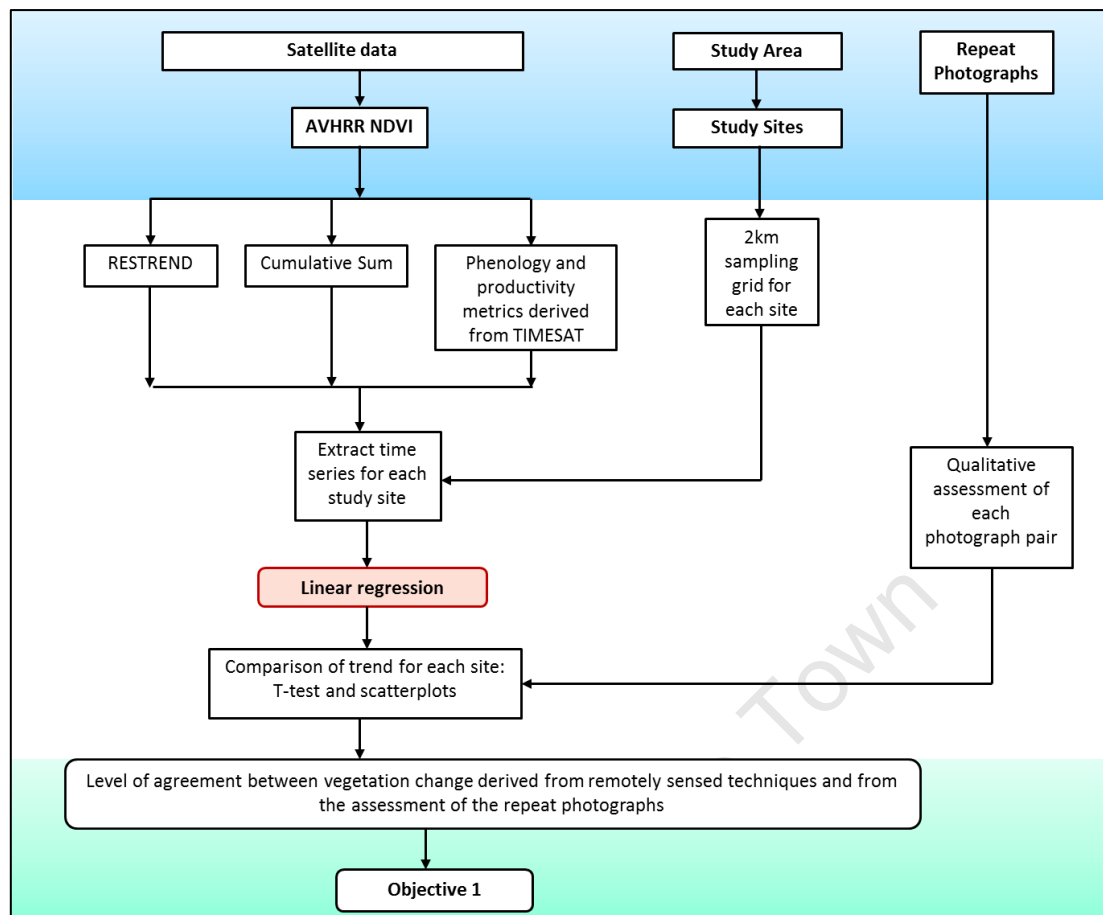 Satellite data
Study Area
Repeat
Photographs
AVHRR NDVI
Study Sites
RESTREND
Cumulative Sum
Phenology and
productivity
metrics derived
from TIMESAT
2km
sampling
grid for
each site
Extract time
series for each
study site
Qualitative
assessment of
each
photograph pair
Linear regression
Comparison of trend for each site:
T-test and scatterplots
Town
Level of agreement between vegetation change derived from remotely sensed techniques and from
the assessment of the repeat photographs
Objective 1